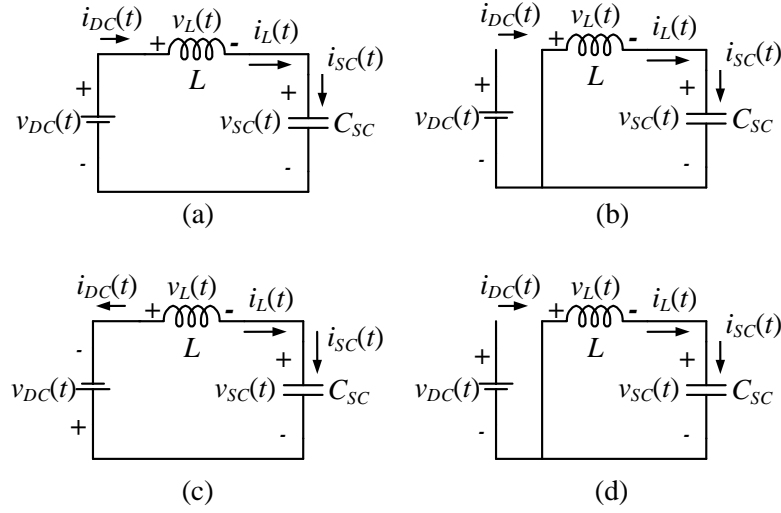 i_DC(t) v_L(t) i_L(t)
+ -
i_SC(t)
L
+ +
v_DC(t) v_SC(t) C_SC
- -
(a)
i_DC(t) v_L(t) i_L(t)
+ -
i_SC(t)
L
+ +
v_DC(t) v_SC(t) C_SC
- -
(b)
i_DC(t) v_L(t) i_L(t)
+ -
i_SC(t)
L
- +
v_DC(t) v_SC(t) C_SC
+ -
(c)
i_DC(t) v_L(t) i_L(t)
+ -
i_SC(t)
L
+ +
v_DC(t) v_SC(t) C_SC
- -
(d)